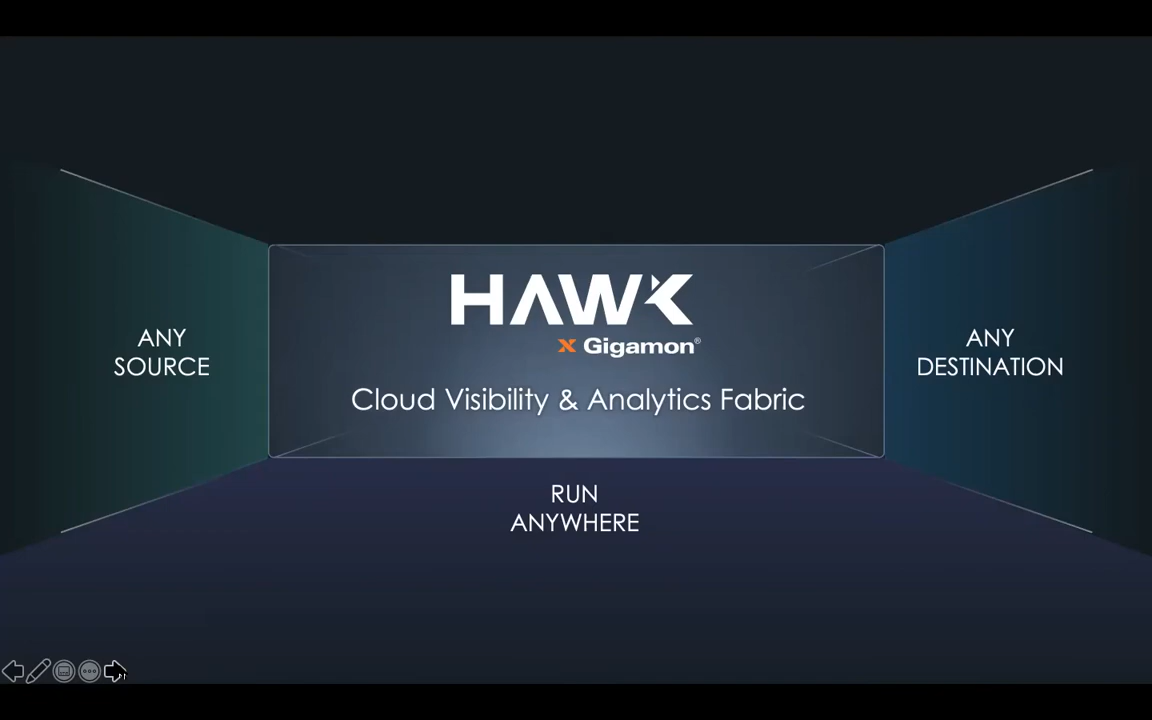 HAWK
Gigamon®
Cloud Visibility & Analytics Fabric
ANY
SOURCE
ANY
DESTINATION
RUN
ANYWHERE